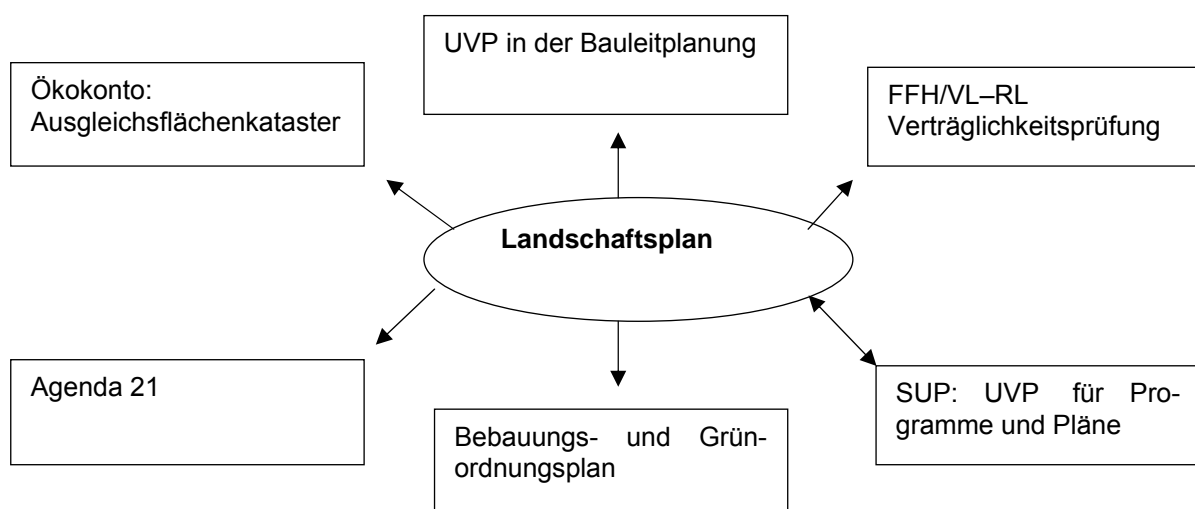 UVP in der Bauleitplanung
Ökokonto:
Ausgleichsflächenkataster
FFH/VL–RL
Verträglichkeitsprüfung
Landschaftsplan
Agenda 21
Bebauungs- und Grün-
ordnungsplan
SUP: UVP für Pro-
gramme und Pläne